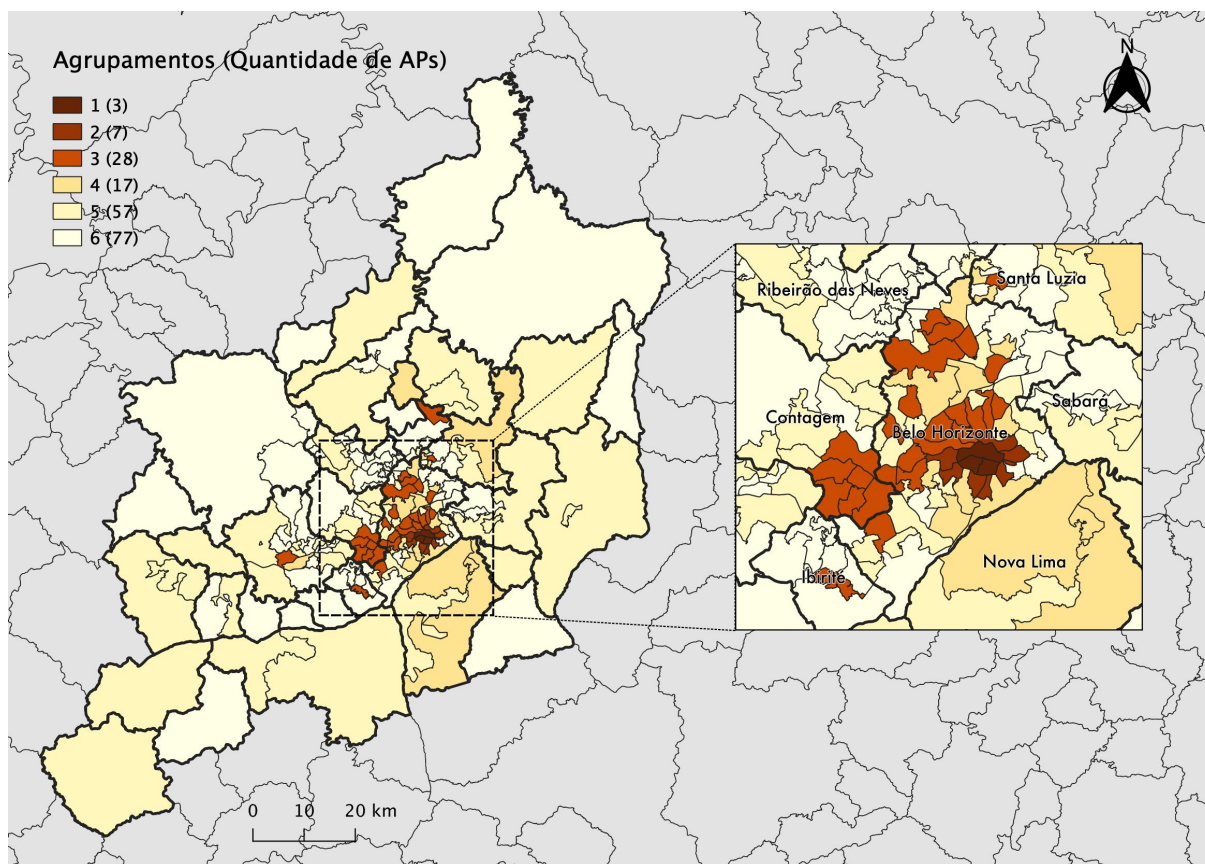 Agrupamentos (Quantidade de APs)
1 (3)
2 (7)
3 (28)
4 (17)
5 (57)
6 (77)
N
Ribeirão das Neves
Santa Luzia
Contagem
Sabará
Belo Horizonte
Nova Lima
Ibirité
0 10 20 km